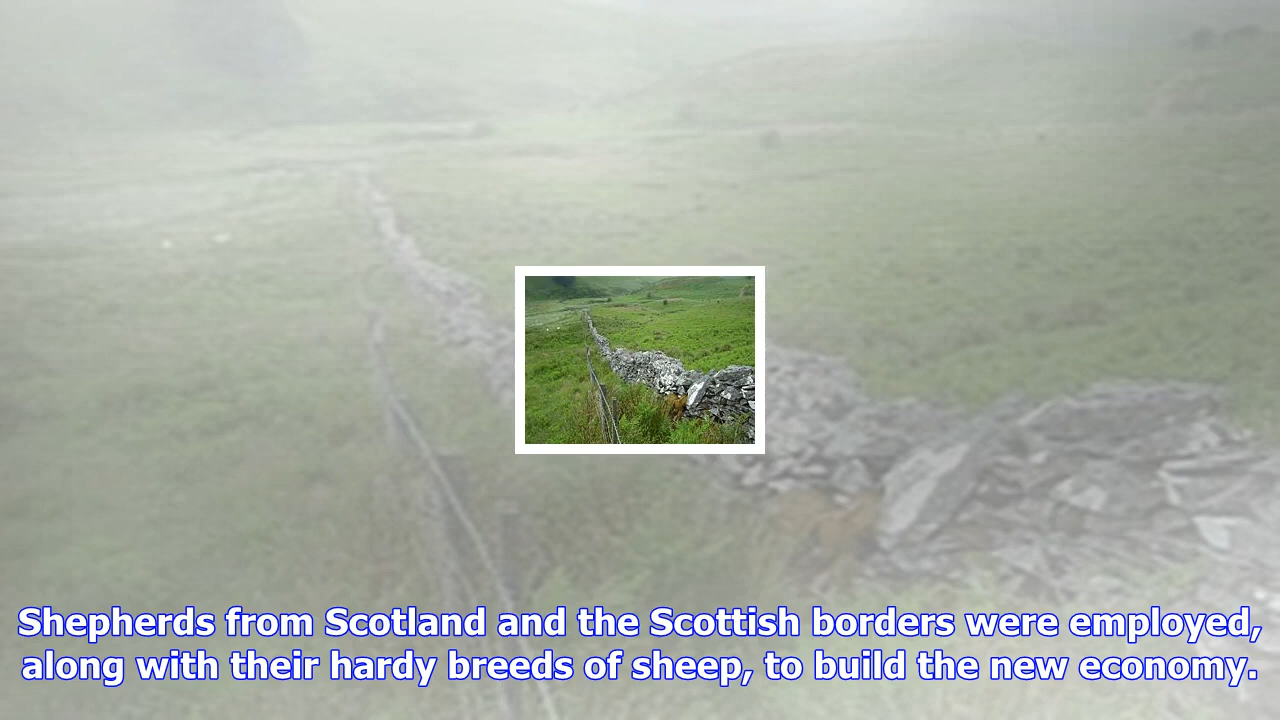 Shepherds from Scotland and the Scottish borders were employed,
along with their hardy breeds of sheep, to build the new economy.